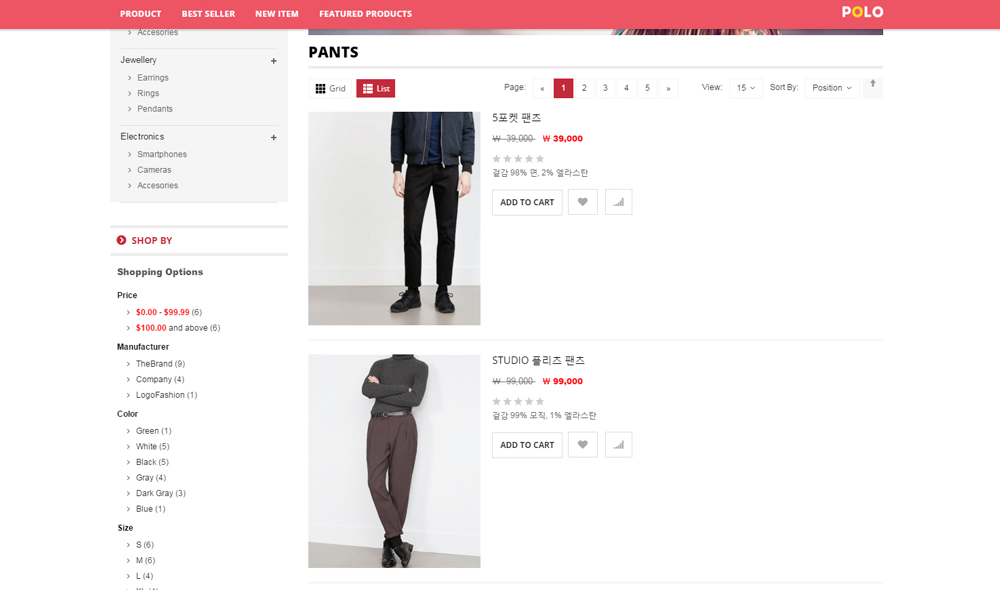 PRODUCT BEST SELLER NEW ITEM FEATURED PRODUCTS POLO
Accesories
Jewellery +
Earrings
Rings
Pendants
Electronics +
Smartphones
Cameras
Accesories
SHOP BY
Shopping Options
Price
$0.00 - $99.99 (6)
$100.00 and above (6)
Manufacturer
TheBrand (9)
Company (4)
LogoFashion (1)
Color
Green (1)
White (5)
Black (5)
Gray (4)
Dark Gray (3)
Blue (1)
Size
S (6)
M (6)
L (4)
PANTS
Grid List Page: « 1 2 3 4 5 » View: 15 Sort By: Position
5포켓 팬츠
₩ 39,000 ₩ 39,000
겉감 98% 면, 2% 엘라스탄
ADD TO CART
STUDIO 플리츠 팬츠
₩ 99,000 ₩ 99,000
겉감 99% 모직, 1% 엘라스탄
ADD TO CART